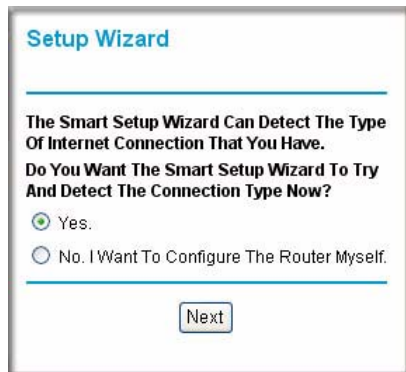 Setup Wizard
The Smart Setup Wizard Can Detect The Type
Of Internet Connection That You Have.
Do You Want The Smart Setup Wizard To Try
And Detect The Connection Type Now?
Yes.
No. I Want To Configure The Router Myself.
Next